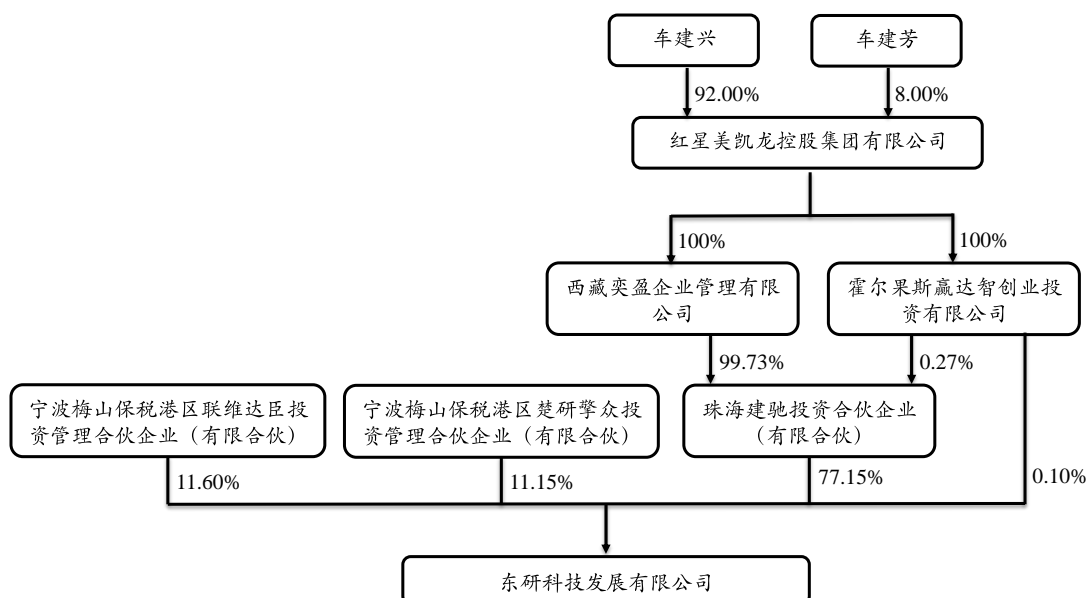 车建兴
车建芳
92.00%
8.00%
红星美凯龙控股集团有限公司
100%
100%
西藏奕盈企业管理有限
公司
霍尔果斯赢达智创业投
资有限公司
99.73%
0.27%
宁波梅山保税港区联维达臣投
资管理合伙企业（有限合伙）
宁波梅山保税港区楚研擎众投
资管理合伙企业（有限合伙）
珠海建驰投资合伙企业
（有限合伙）
11.60%
11.15%
77.15%
0.10%
东研科技发展有限公司